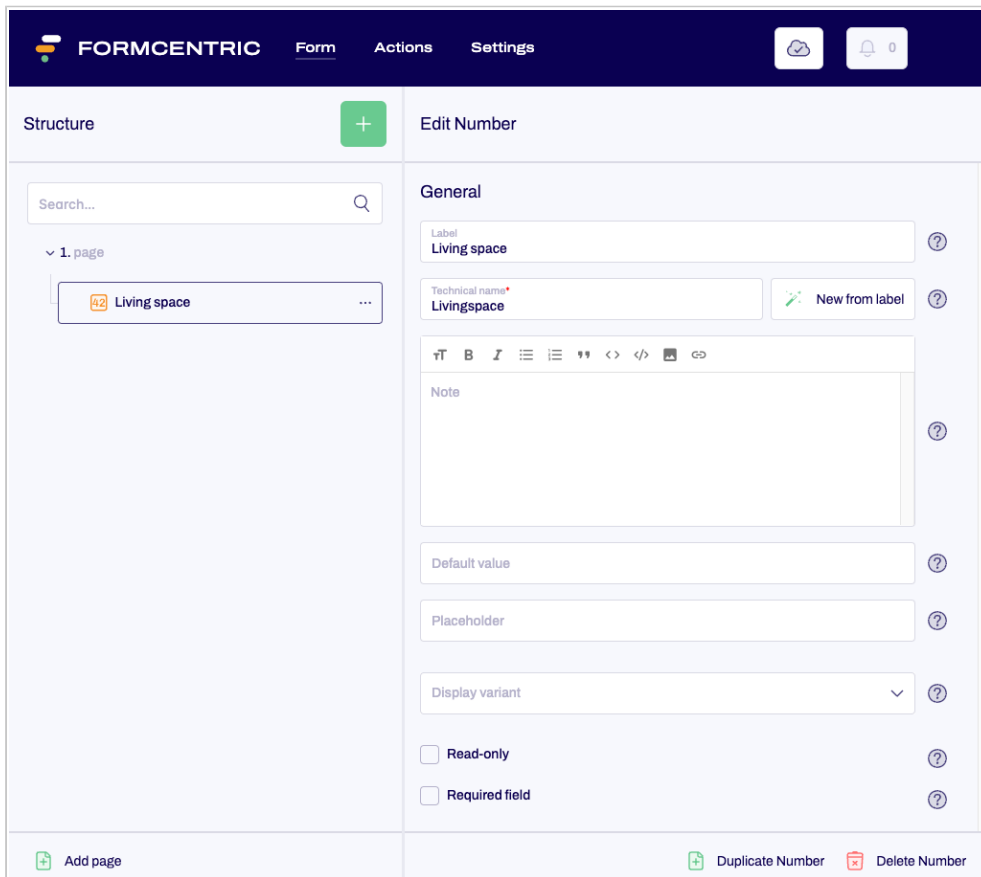 FORMCENTRIC Form Actions Settings 0
Structure
Edit Number
Search...
1. page
42 Living space ...
General
Label
Living space
Technical name*
Livingspace
New from label
Note
Default value
Placeholder
Display variant
Read-only
Required field
Add page
Duplicate Number Delete Number